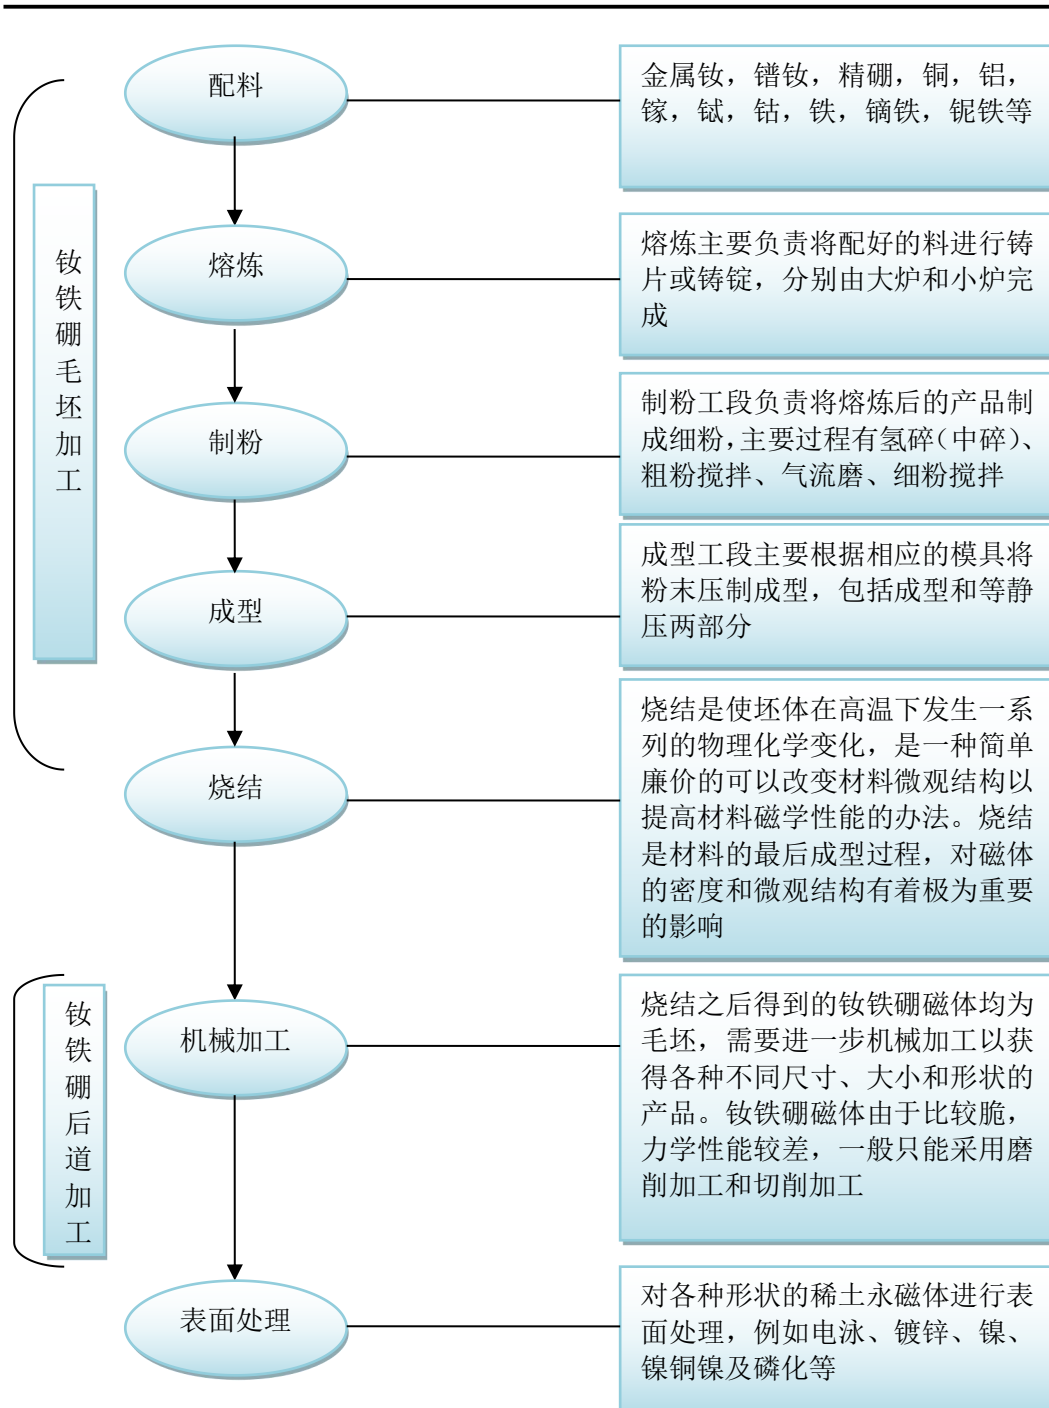 配料
金属钕，镨钕，精硼，铜，铝，
镓，铽，钴，铁，镝铁，铌铁等
钕铁硼毛坯加工
熔炼
熔炼主要负责将配好的料进行铸
片或铸锭，分别由大炉和小炉完
成
制粉
制粉工段负责将熔炼后的产品制
成细粉，主要过程有氢碎（中碎）、
粗粉搅拌、气流磨、细粉搅拌
成型
成型工段主要根据相应的模具将
粉末压制成型，包括成型和等静
压两部分
烧结
烧结是使坯体在高温下发生一系
列的物理化学变化，是一种简单
廉价的可以改变材料微观结构以
提高材料磁学性能的办法。烧结
是材料的最后成型过程，对磁体
的密度和微观结构有着极为重要
的影响
钕铁硼后道加工
机械加工
烧结之后得到的钕铁硼磁体均为
毛坯，需要进一步机械加工以获
得各种不同尺寸、大小和形状的
产品。钕铁硼磁体由于比较脆，
力学性能较差，一般只能采用磨
削加工和切削加工
表面处理
对各种形状的稀土永磁体进行表
面处理，例如电泳、镀锌、镍、
镍铜镍及磷化等